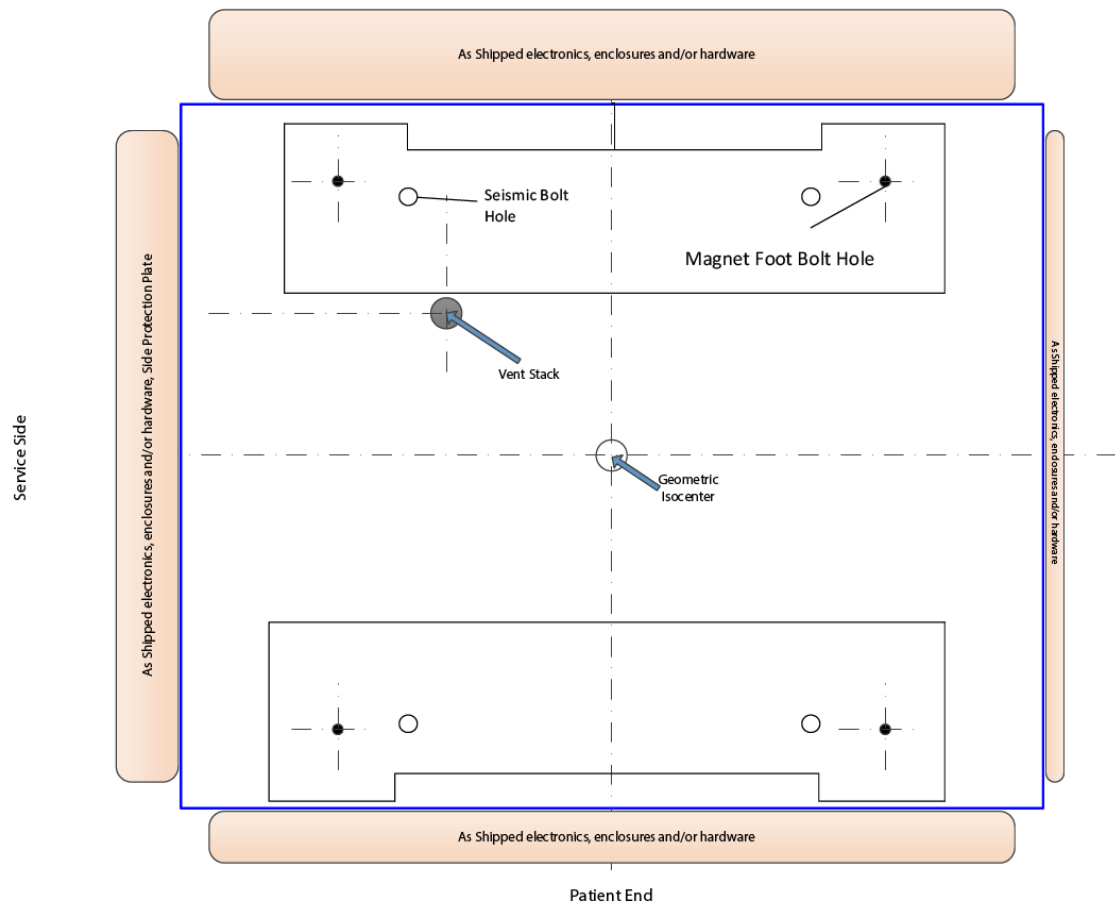 As Shipped electronics, enclosures and/or hardware
Seismic Bolt
Hole
Magnet Foot Bolt Hole
Vent Stack
Service Side
As Shipped electronics, enclosures and/or hardware, Side Protection Plate
As Shipped electronics, enclosures and/or hardware
Geometric
Isocenter
As Shipped electronics, enclosures and/or hardware
Patient End